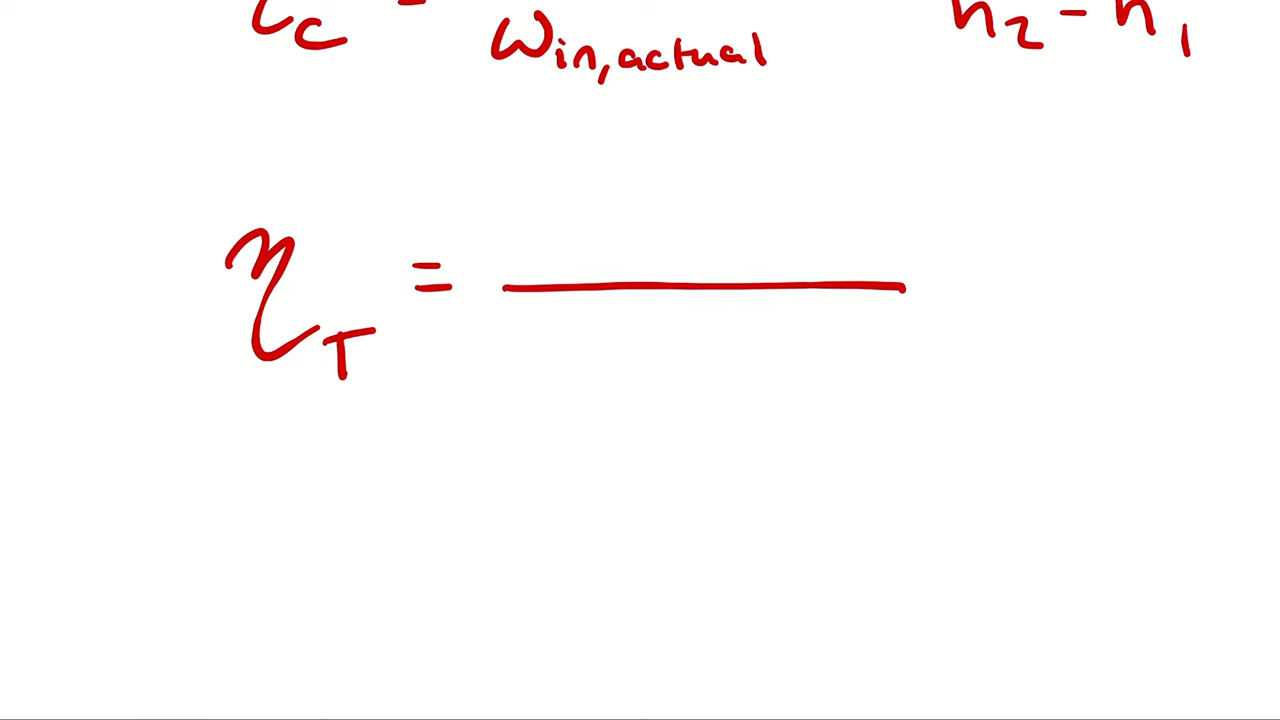 η_C = / w_in,actual h_2 - h_1
η_T =